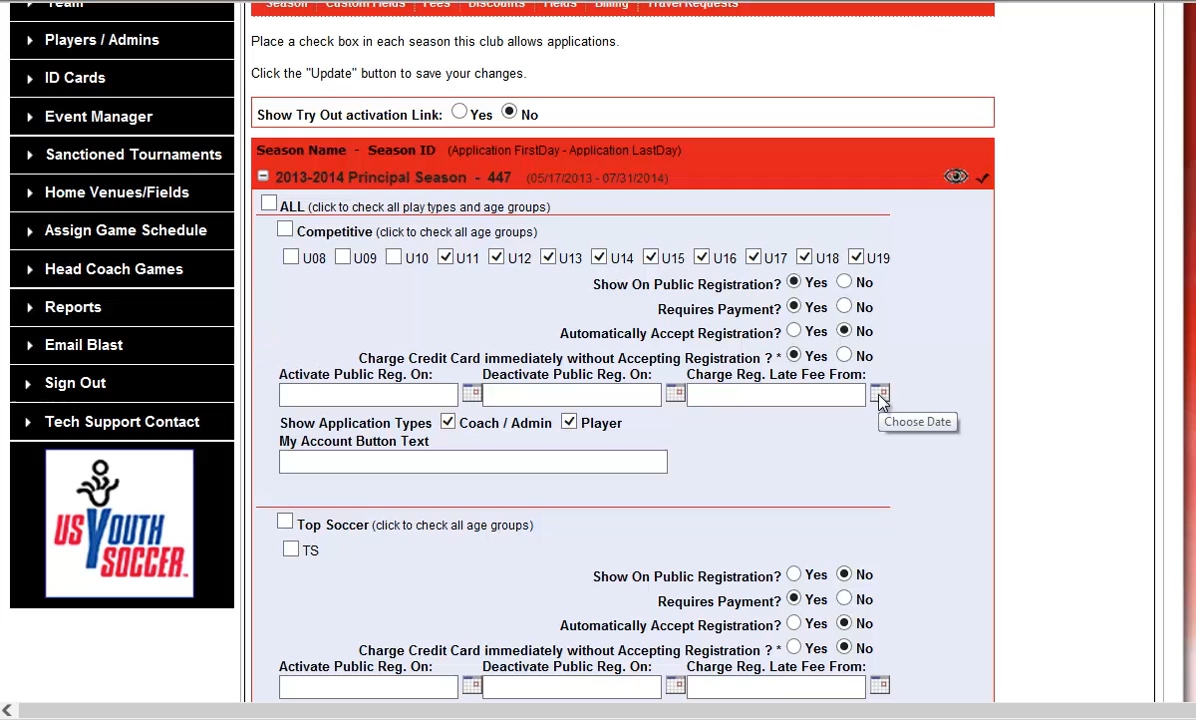 Team
Season Custom Fields Fees Discounts Fields Billing Travel Requests
Players / Admins
ID Cards
Event Manager
Sanctioned Tournaments
Home Venues/Fields
Assign Game Schedule
Head Coach Games
Reports
Email Blast
Sign Out
Tech Support Contact
US YOUTH SOCCER
Place a check box in each season this club allows applications.
Click the "Update" button to save your changes.
Show Try Out activation Link: Yes No
Season Name - Season ID (Application FirstDay - Application LastDay)
2013-2014 Principal Season - 447 (05/17/2013 - 07/31/2014)
ALL (click to check all play types and age groups)
Competitive (click to check all age groups)
U08 U09 U10 U11 U12 U13 U14 U15 U16 U17 U18 U19
Show On Public Registration? Yes No
Requires Payment? Yes No
Automatically Accept Registration? Yes No
Charge Credit Card immediately without Accepting Registration ? * Yes No
Activate Public Reg. On: Deactivate Public Reg. On: Charge Reg. Late Fee From:
Choose Date
Show Application Types Coach / Admin Player
My Account Button Text
Top Soccer (click to check all age groups)
TS
Show On Public Registration? Yes No
Requires Payment? Yes No
Automatically Accept Registration? Yes No
Charge Credit Card immediately without Accepting Registration ? * Yes No
Activate Public Reg. On: Deactivate Public Reg. On: Charge Reg. Late Fee From: